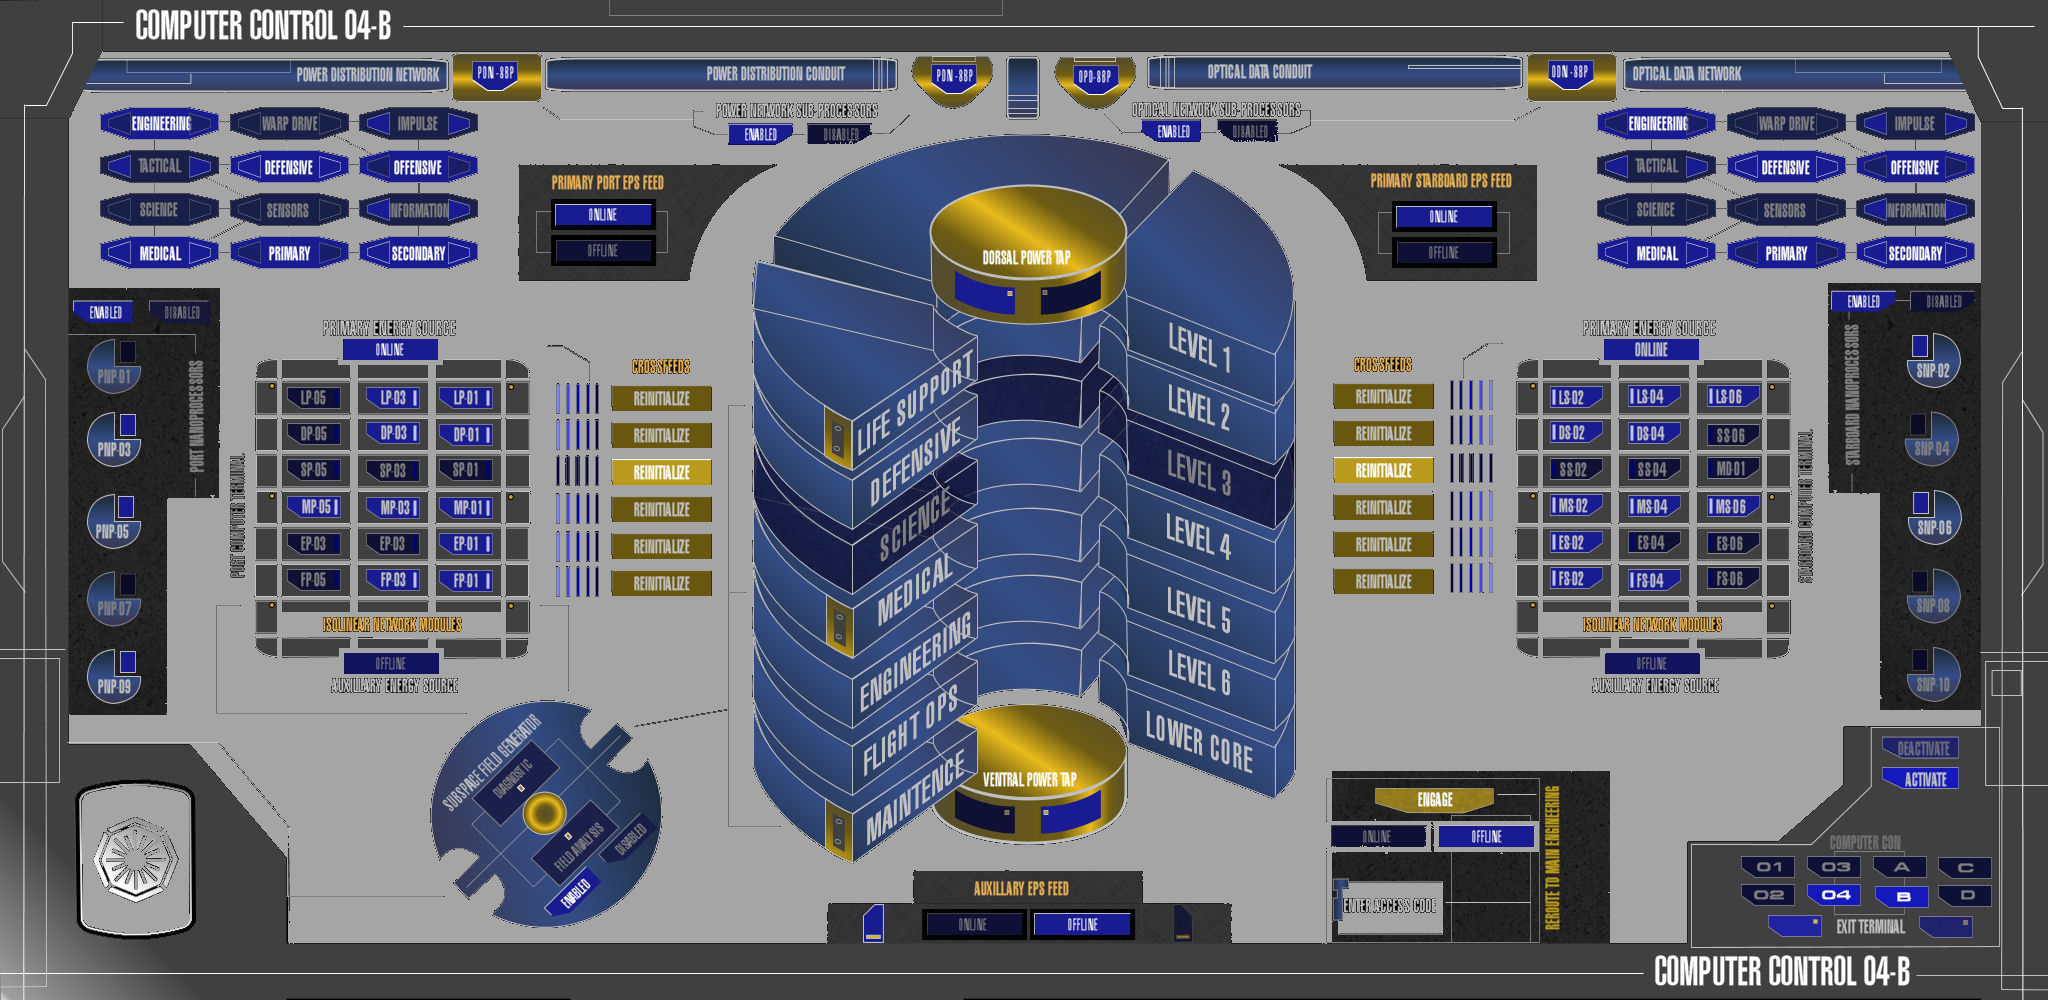 COMPUTER CONTROL 04-B
POWER DISTRIBUTION NETWORK
PDN-8BP
POWER DISTRIBUTION CONDUIT
PDN-8BP
OPD-8BP
OPTICAL DATA CONDUIT
ODN-8BP
OPTICAL DATA NETWORK
POWER NETWORK SUB-PROCESSORS
ENABLED
DISABLED
OPTICAL NETWORK SUB-PROCESSORS
ENABLED
DISABLED
ENGINEERING
WARP DRIVE
IMPULSE
TACTICAL
DEFENSIVE
OFFENSIVE
SCIENCE
SENSORS
INFORMATION
MEDICAL
PRIMARY
SECONDARY
ENGINEERING
WARP DRIVE
IMPULSE
TACTICAL
DEFENSIVE
OFFENSIVE
SCIENCE
SENSORS
INFORMATION
MEDICAL
PRIMARY
SECONDARY
PRIMARY PORT EPS FEED
ONLINE
OFFLINE
PRIMARY STARBOARD EPS FEED
ONLINE
OFFLINE
ENABLED
DISABLED
PNP-01
PNP-03
PNP-05
PNP-07
PNP-09
PORT NANOPROCESSORS
PRIMARY ENERGY SOURCE
ONLINE
LP-05
LP-03
LP-01
DP-05
DP-03
DP-01
SP-05
SP-03
SP-01
MP-05
MP-03
MP-01
EP-03
EP-03
EP-01
FP-05
FP-03
FP-01
ISOLINEAR NETWORK MODULES
OFFLINE
AUXILLARY ENERGY SOURCE
PORT COMPUTER TERMINAL
CROSSFEEDS
REINITIALIZE
REINITIALIZE
REINITIALIZE
REINITIALIZE
REINITIALIZE
REINITIALIZE
DORSAL POWER TAP
LIFE SUPPORT
DEFENSIVE
SCIENCE
MEDICAL
ENGINEERING
FLIGHT OPS
MAINTENCE
LEVEL 1
LEVEL 2
LEVEL 3
LEVEL 4
LEVEL 5
LEVEL 6
LOWER CORE
VENTRAL POWER TAP
CROSSFEEDS
REINITIALIZE
REINITIALIZE
REINITIALIZE
REINITIALIZE
REINITIALIZE
REINITIALIZE
PRIMARY ENERGY SOURCE
ONLINE
LS-02
LS-04
LS-06
DS-02
DS-04
SS-06
SS-02
SS-04
MD-01
MS-02
MS-04
MS-06
ES-02
ES-04
ES-06
FS-02
FS-04
FS-06
ISOLINEAR NETWORK MODULES
OFFLINE
AUXILLARY ENERGY SOURCE
STARBOARD COMPUTER TERMINAL
ENABLED
DISABLED
STARBOARD NANOPROCESSORS
SNP-02
SNP-04
SNP-06
SNP-08
SNP-10
SUBSPACE FIELD GENERATOR
DIAGNOSTIC
FIELD ANALYSIS
DISABLED
ENABLED
AUXILLARY EPS FEED
ONLINE
OFFLINE
ENGAGE
ONLINE
OFFLINE
ENTER ACCESS CODE
REROUTE TO MAIN ENGINEERING
DEACTIVATE
ACTIVATE
COMPUTER CON
01
03
A
C
02
04
B
D
EXIT TERMINAL
COMPUTER CONTROL 04-B